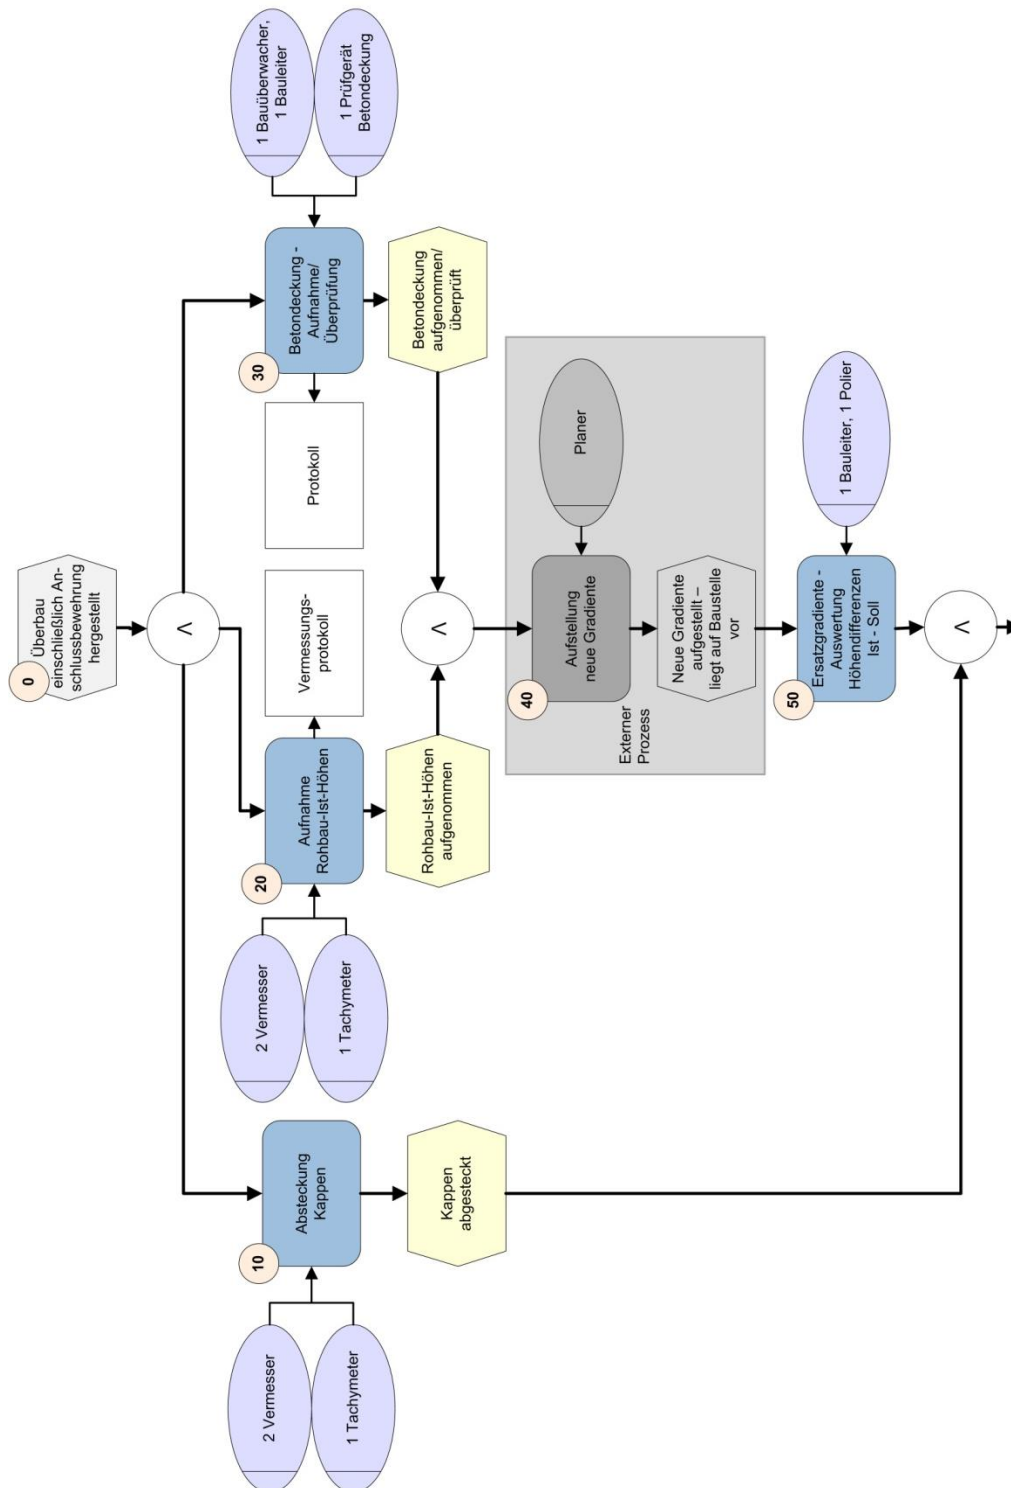 0
Überbau
einschließlich An-
schlussbewehrung
hergestellt
V
10
Absteckung
Kappen
2 Vermesser
1 Tachymeter
Kappen
abgesteckt
20
Aufnahme
Rohbau-Ist-Höhen
2 Vermesser
1 Tachymeter
Vermessungs-
protokoll
Rohbau-Ist-Höhen
aufgenommen
30
Betondeckung -
Aufnahme/
Überprüfung
1 Bauüberwacher,
1 Bauleiter
1 Prüfgerät
Betondeckung
Protokoll
Betondeckung
aufgenommen/
überprüft
V
40
Aufstellung
neue Gradiente
Planer
Externer
Prozess
Neue Gradiente
aufgestellt –
liegt auf Baustelle
vor
50
Ersatzgradiente -
Auswertung
Höhendifferenzen
Ist - Soll
1 Bauleiter, 1 Polier
V